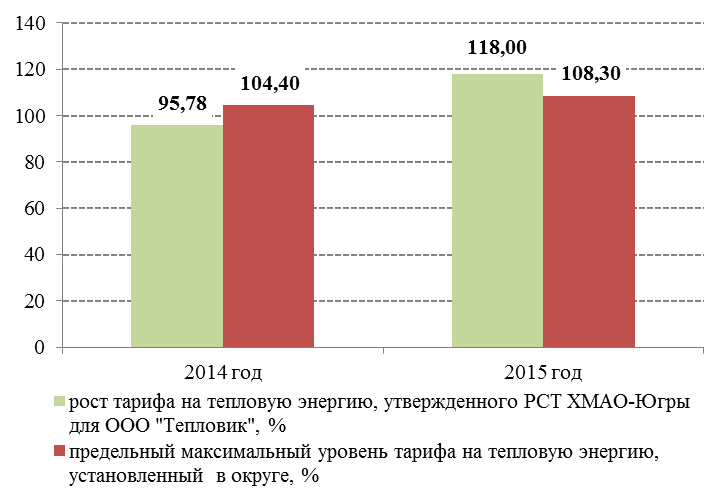 140
120
100
80
60
40
20
0
95,78
104,40
118,00
108,30
2014 год
2015 год
рост тарифа на тепловую энергию, утвержденного РСТ ХМАО-Югры
для ООО "Тепловик", %
предельный максимальный уровень тарифа на тепловую энергию,
установленный в округе, %